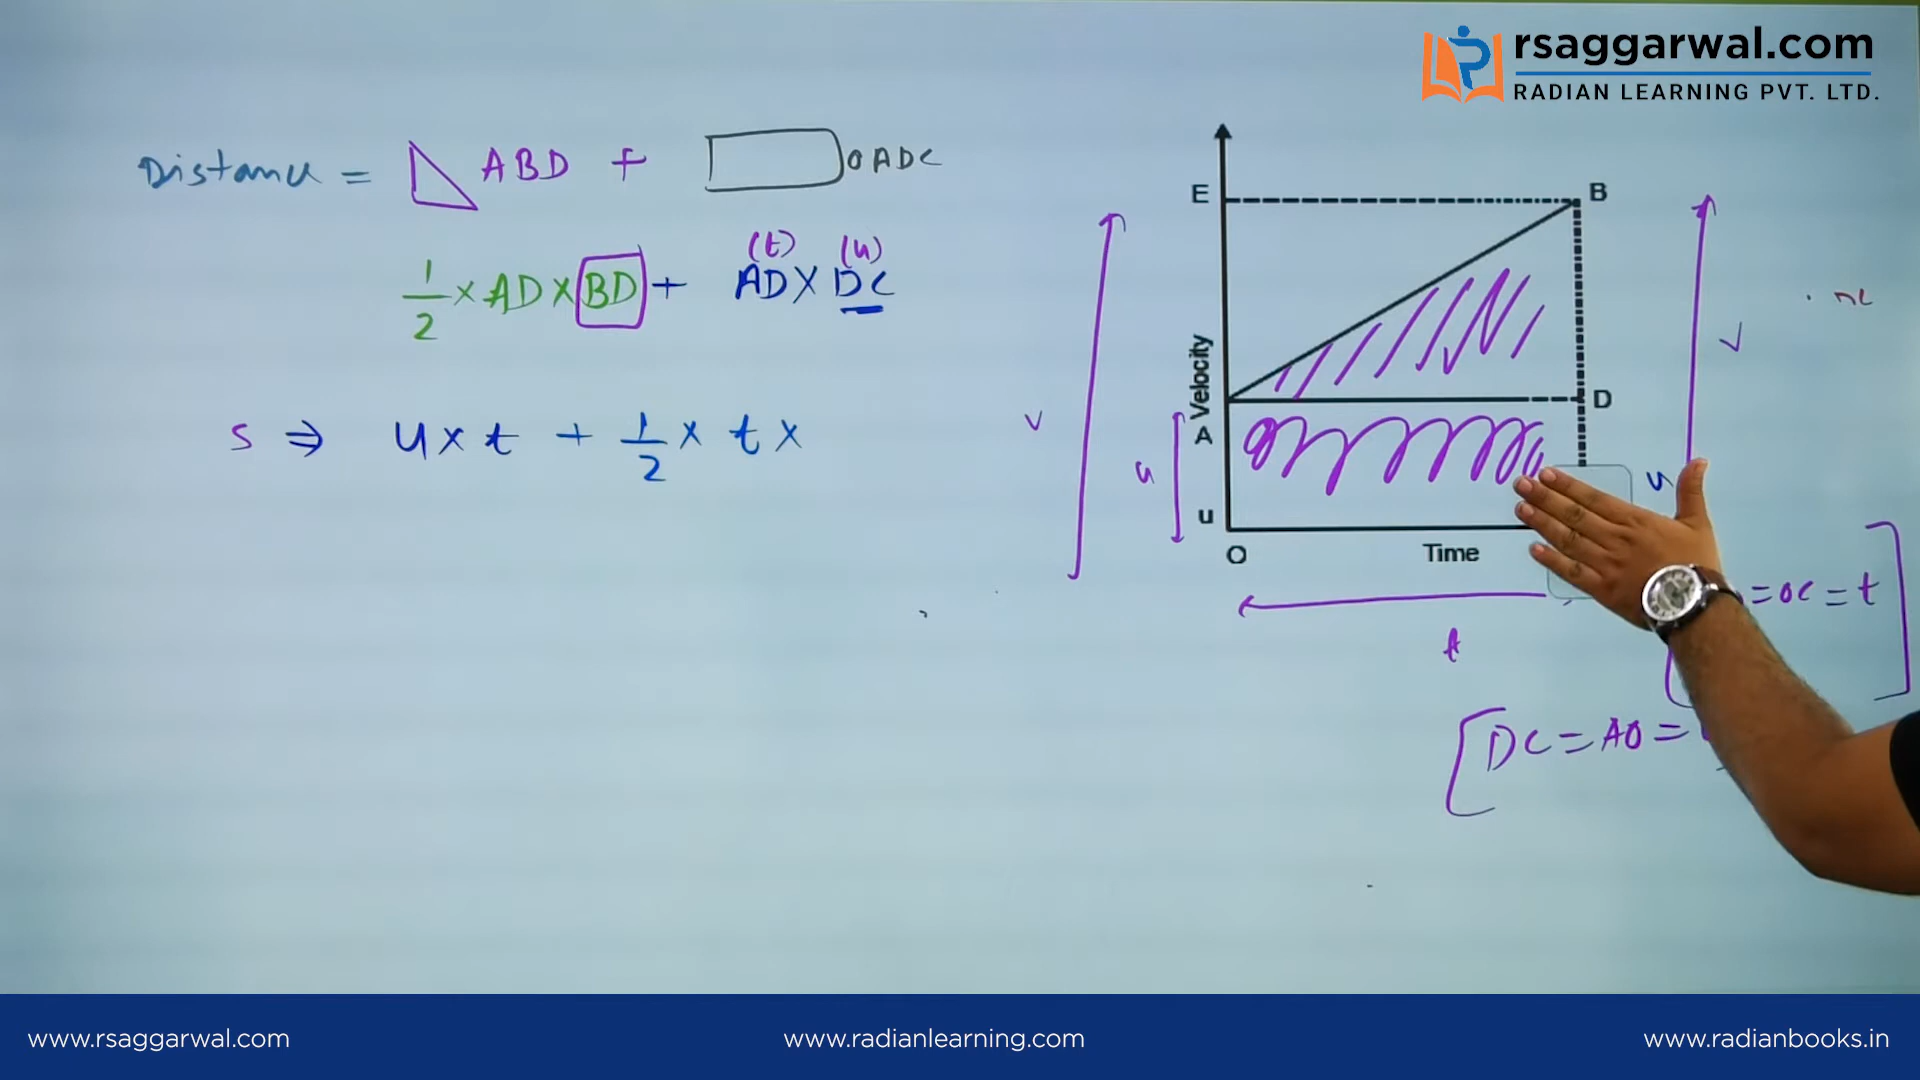 rsaggarwal.com
RADIAN LEARNING PVT. LTD.
Distance = ABD + OADC
(t) (u)
1/2 × AD × BD + AD × DC
s ⇒ u × t + 1/2 × t ×
E
B
v
v
Velocity
D
A
u
u
u
O
Time
= OC = t
t
[DC = AO =
www.rsaggarwal.com
www.radianlearning.com
www.radianbooks.in